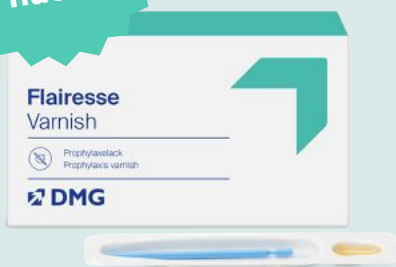 Flairesse
Varnish
Prophylaxelack
Prophylaxis varnish
DMG